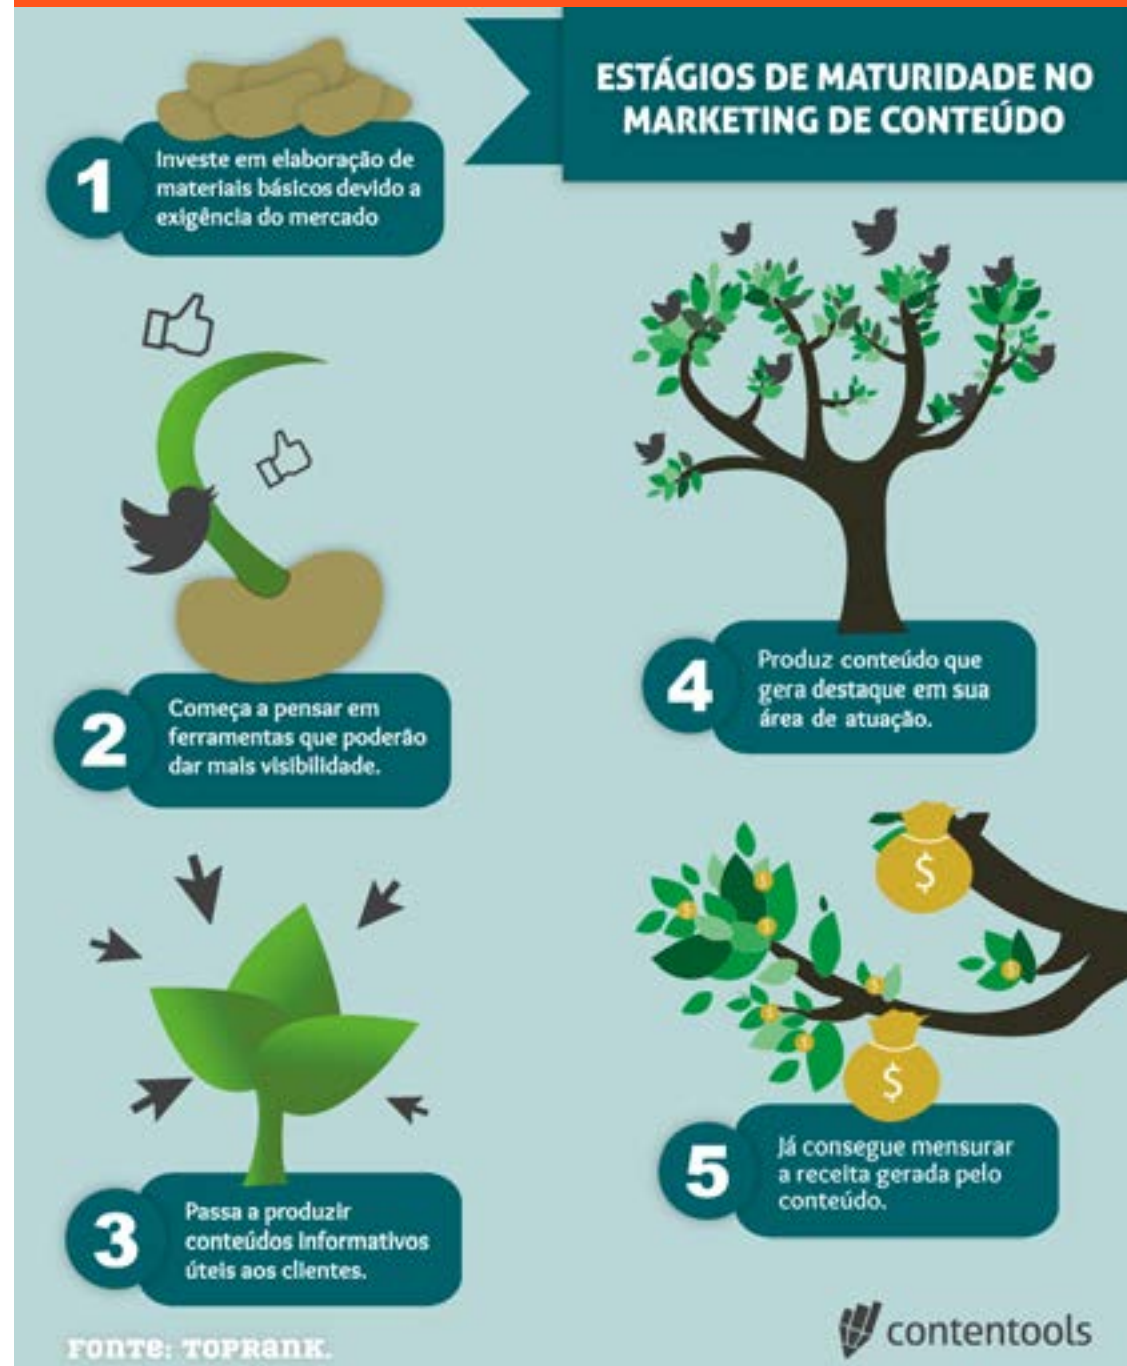 ESTÁGIOS DE MATURIDADE NO
MARKETING DE CONTEÚDO
1
Investe em elaboração de
materiais básicos devido a
exigência do mercado
2
Começa a pensar em
ferramentas que poderão
dar mais visibilidade.
3
Passa a produzir
conteúdos informativos
úteis aos clientes.
4
Produz conteúdo que
gera destaque em sua
área de atuação.
$
$
5
Já consegue mensurar
a receita gerada pelo
conteúdo.
FONTE: TOPRANK.
contentools